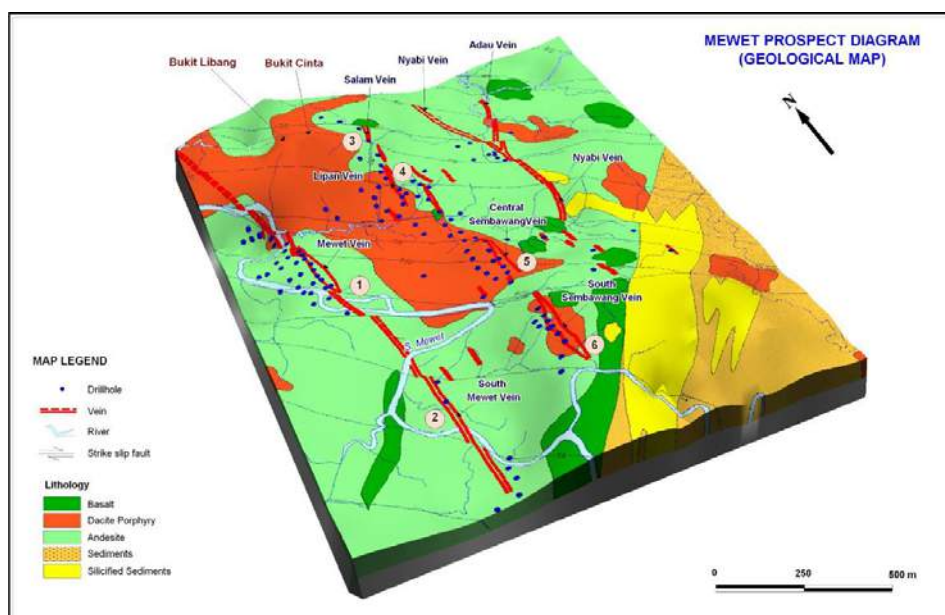 MEWET PROSPECT DIAGRAM
(GEOLOGICAL MAP)
N
Adau Vein
Nyabi Vein
Bukit Libang
Bukit Cinta
Salam Vein
3
4
Lipan Vein
Nyabi Vein
Central
Sembawang Vein
Mewet Vein
5
1
South
Sembawang Vein
S. Mewet
6
South
Mewet Vein
2
MAP LEGEND
Drillhole
Vein
River
Strike slip fault
Lithology
Basalt
Dacite Porphyry
Andesite
Sediments
Silicified Sediments
0 250 500 m